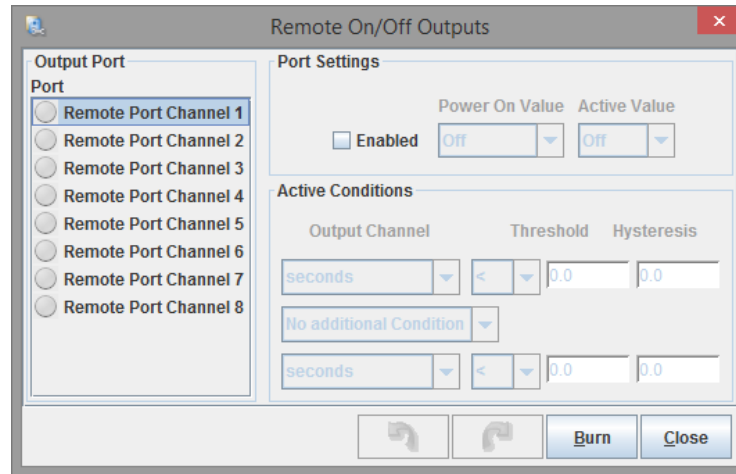 Remote On/Off Outputs
Output Port
Port
Remote Port Channel 1
Remote Port Channel 2
Remote Port Channel 3
Remote Port Channel 4
Remote Port Channel 5
Remote Port Channel 6
Remote Port Channel 7
Remote Port Channel 8
Port Settings
Power On Value Active Value
Enabled Off Off
Active Conditions
Output Channel Threshold Hysteresis
seconds < 0.0 0.0
No additional Condition
seconds < 0.0 0.0
Burn Close